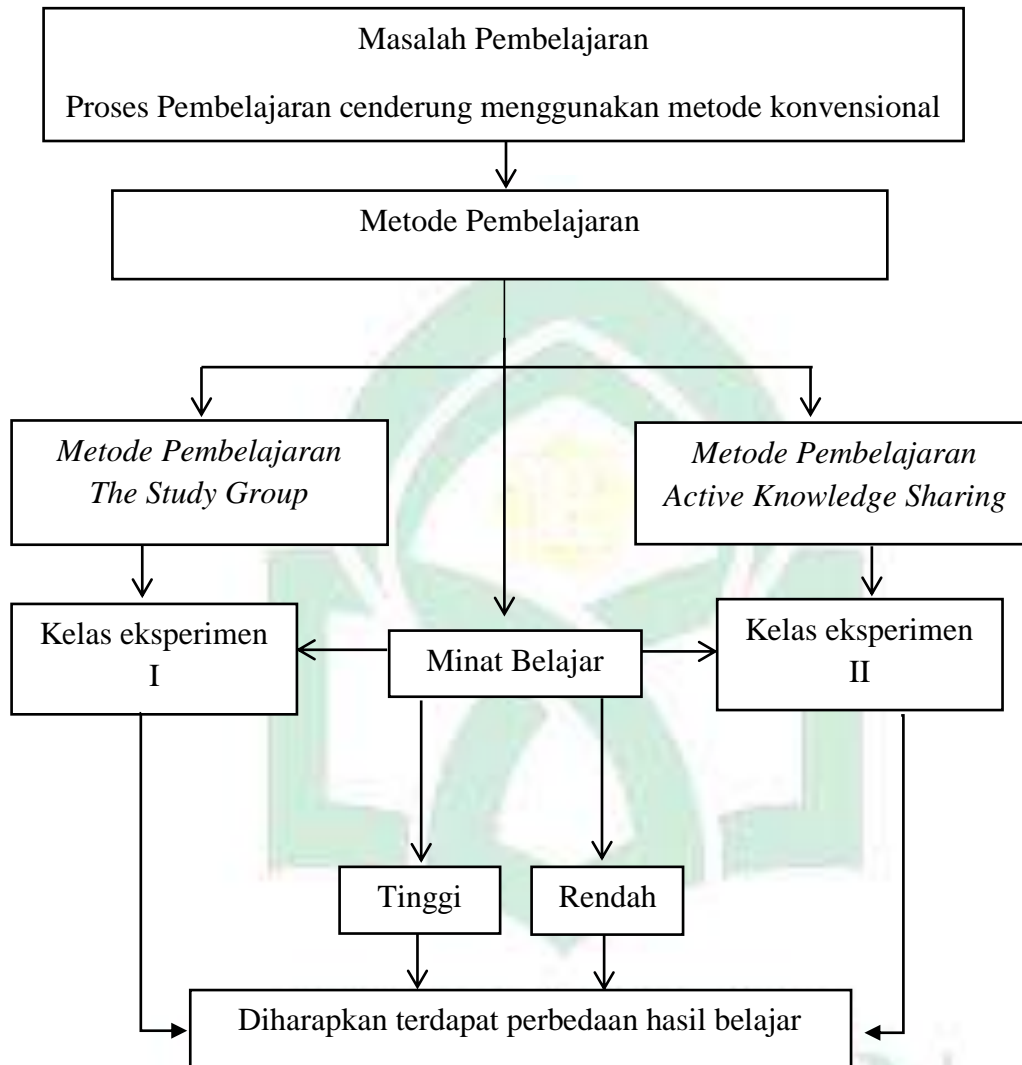 Masalah Pembelajaran
Proses Pembelajaran cenderung menggunakan metode konvensional
Metode Pembelajaran
Metode Pembelajaran
The Study Group
Metode Pembelajaran
Active Knowledge Sharing
Kelas eksperimen
I
Minat Belajar
Kelas eksperimen
II
Tinggi
Rendah
Diharapkan terdapat perbedaan hasil belajar